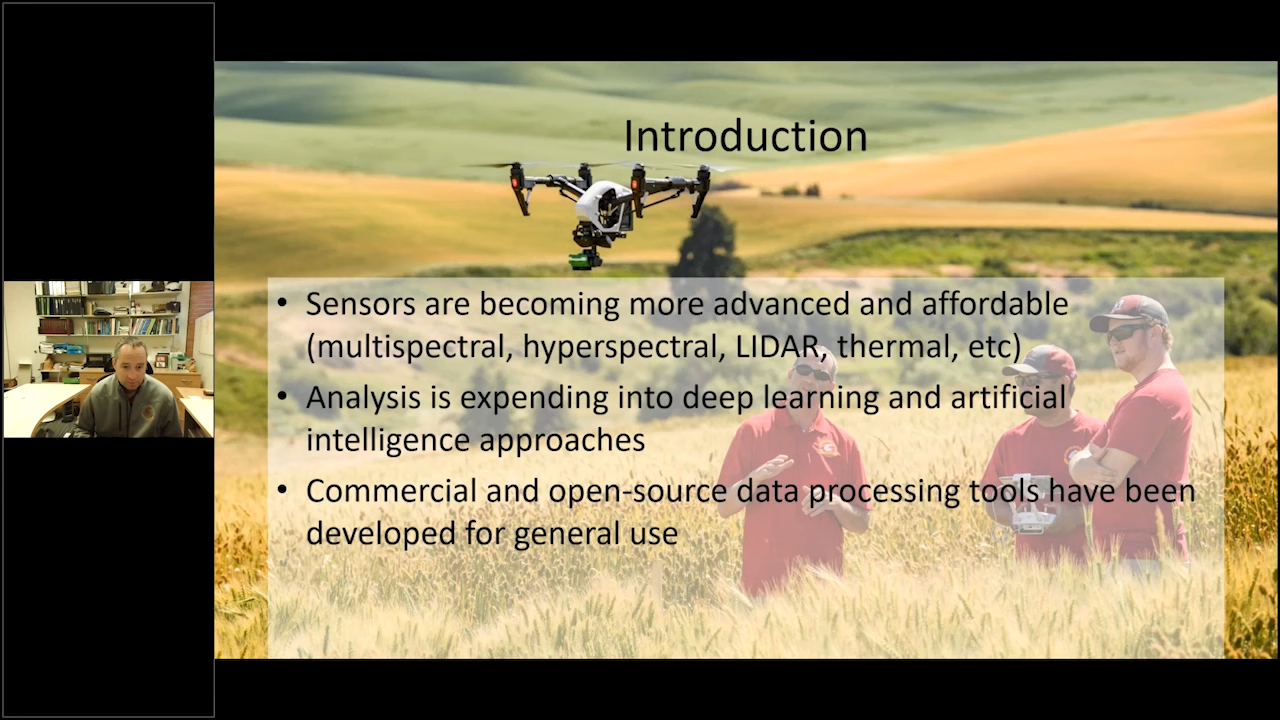 Introduction
• Sensors are becoming more advanced and affordable
(multispectral, hyperspectral, LIDAR, thermal, etc)
• Analysis is expending into deep learning and artificial
intelligence approaches
• Commercial and open-source data processing tools have been
developed for general use